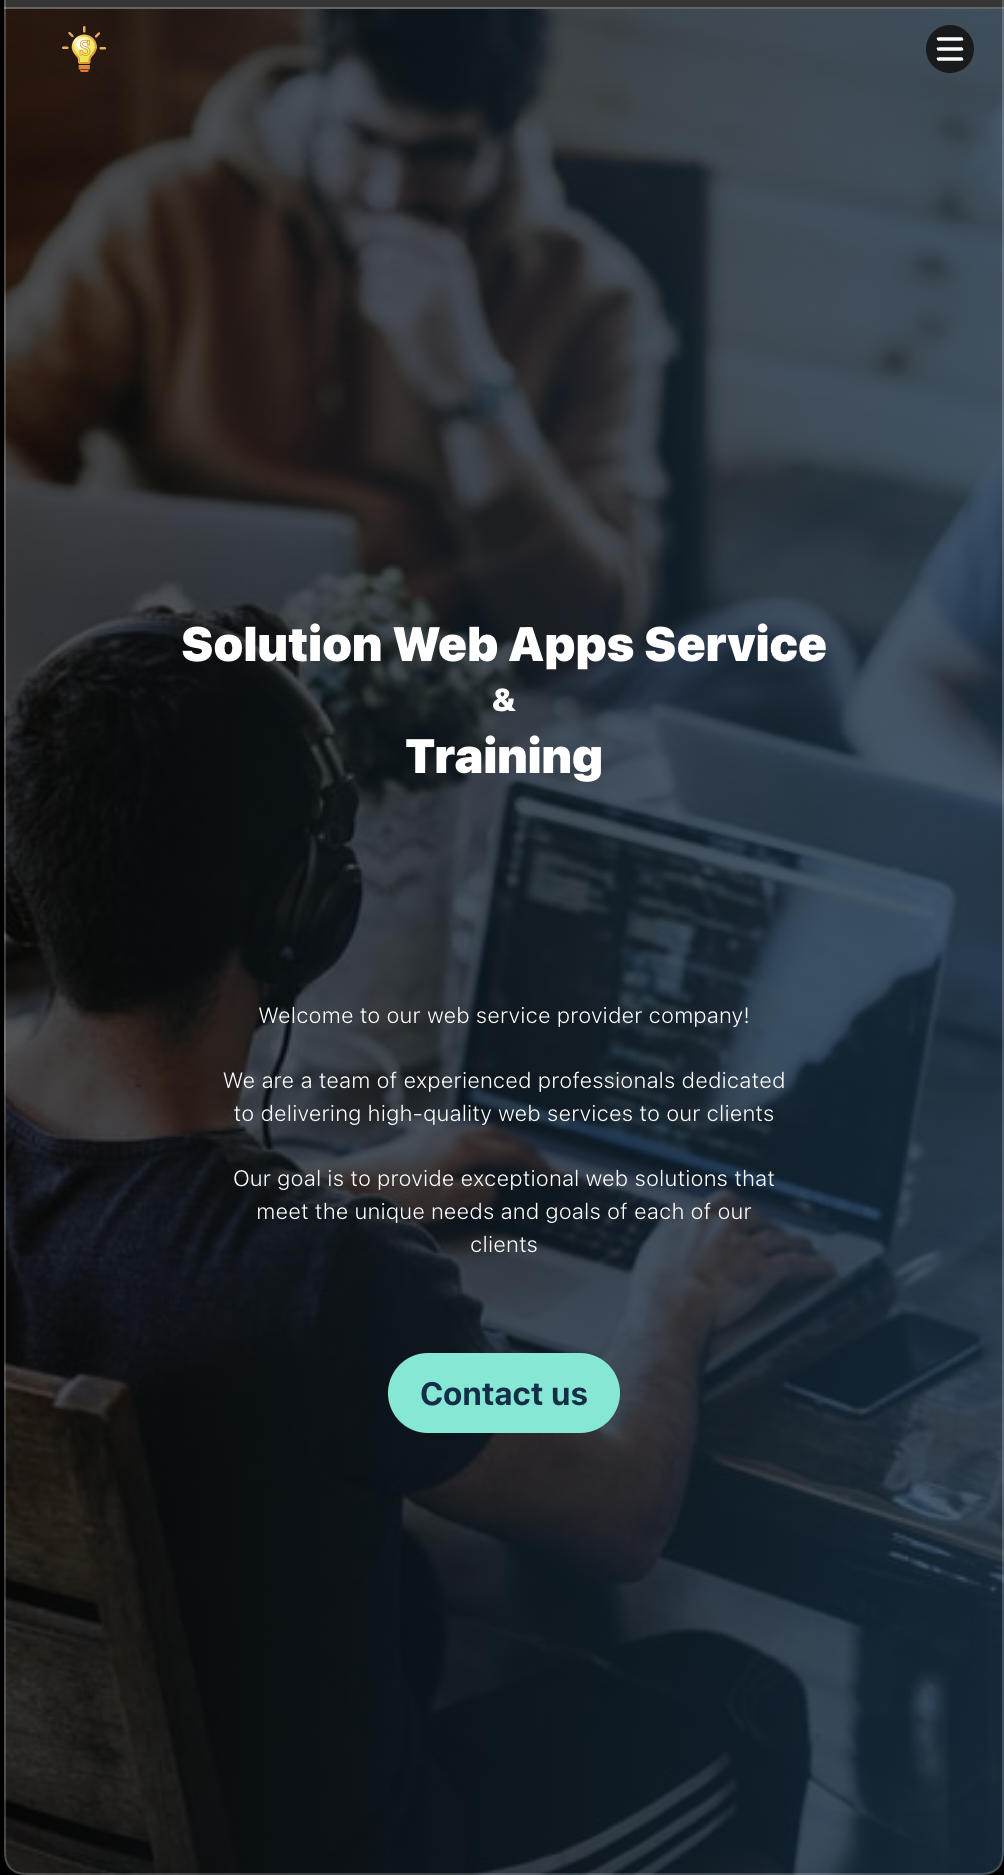 S
Solution Web Apps Service
&
Training
Welcome to our web service provider company!
We are a team of experienced professionals dedicated
to delivering high-quality web services to our clients
Our goal is to provide exceptional web solutions that
meet the unique needs and goals of each of our
clients
Contact us